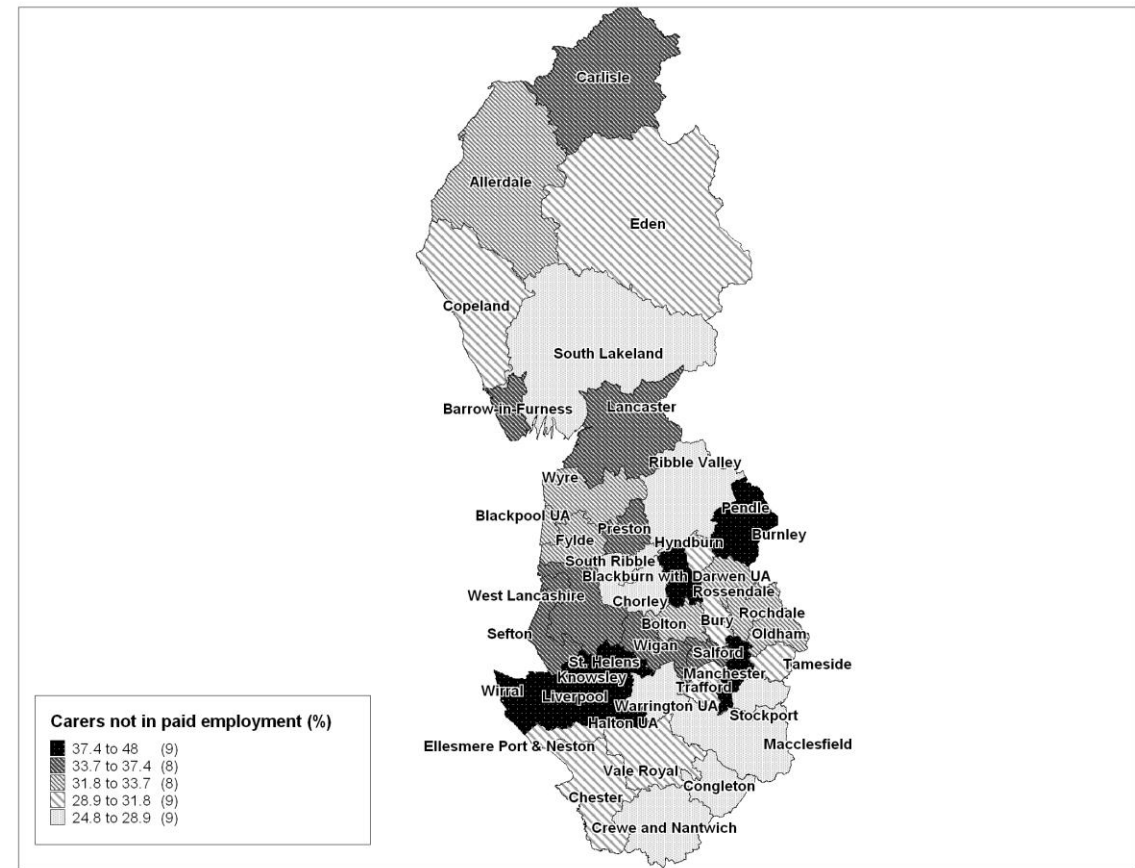 Carlisle
Allerdale
Eden
Copeland
South Lakeland
Barrow-in-Furness
Lancaster
Ribble Valley
Wyre
Pendle
Blackpool UA
Preston
Burnley
Fylde
Hyndburn
South Ribble
Blackburn with Darwen UA
West Lancashire
Rossendale
Chorley
Rochdale
Bolton
Bury
Sefton
Oldham
Wigan
Salford
St. Helens
Tameside
Knowsley
Manchester
Wirral
Liverpool
Trafford
Warrington UA
Stockport
Halton UA
Ellesmere Port & Neston
Macclesfield
Vale Royal
Congleton
Chester
Crewe and Nantwich
Carers not in paid employment (%)
37.4 to 48 (9)
33.7 to 37.4 (8)
31.8 to 33.7 (8)
28.9 to 31.8 (9)
24.8 to 28.9 (9)